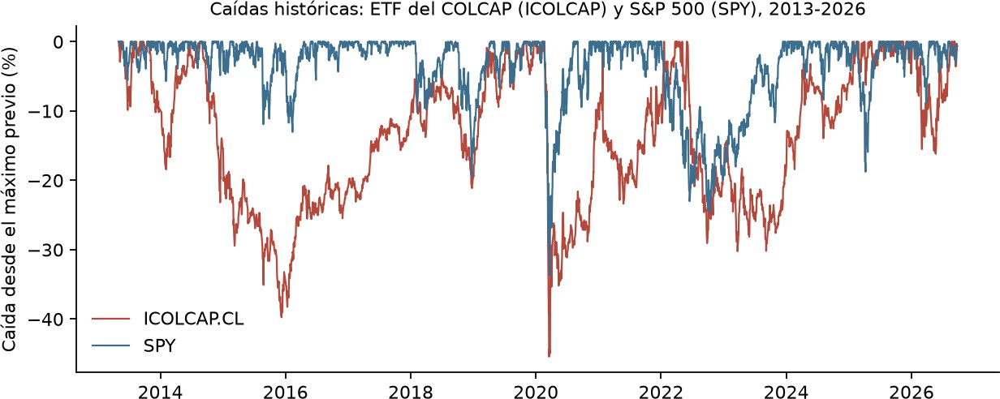 Caídas históricas: ETF del COLCAP (ICOLCAP) y S&P 500 (SPY), 2013-2026
Caída desde el máximo previo (%)
0
−10
−20
−30
−40
ICOLCAP.CL
SPY
2014 2016 2018 2020 2022 2024 2026